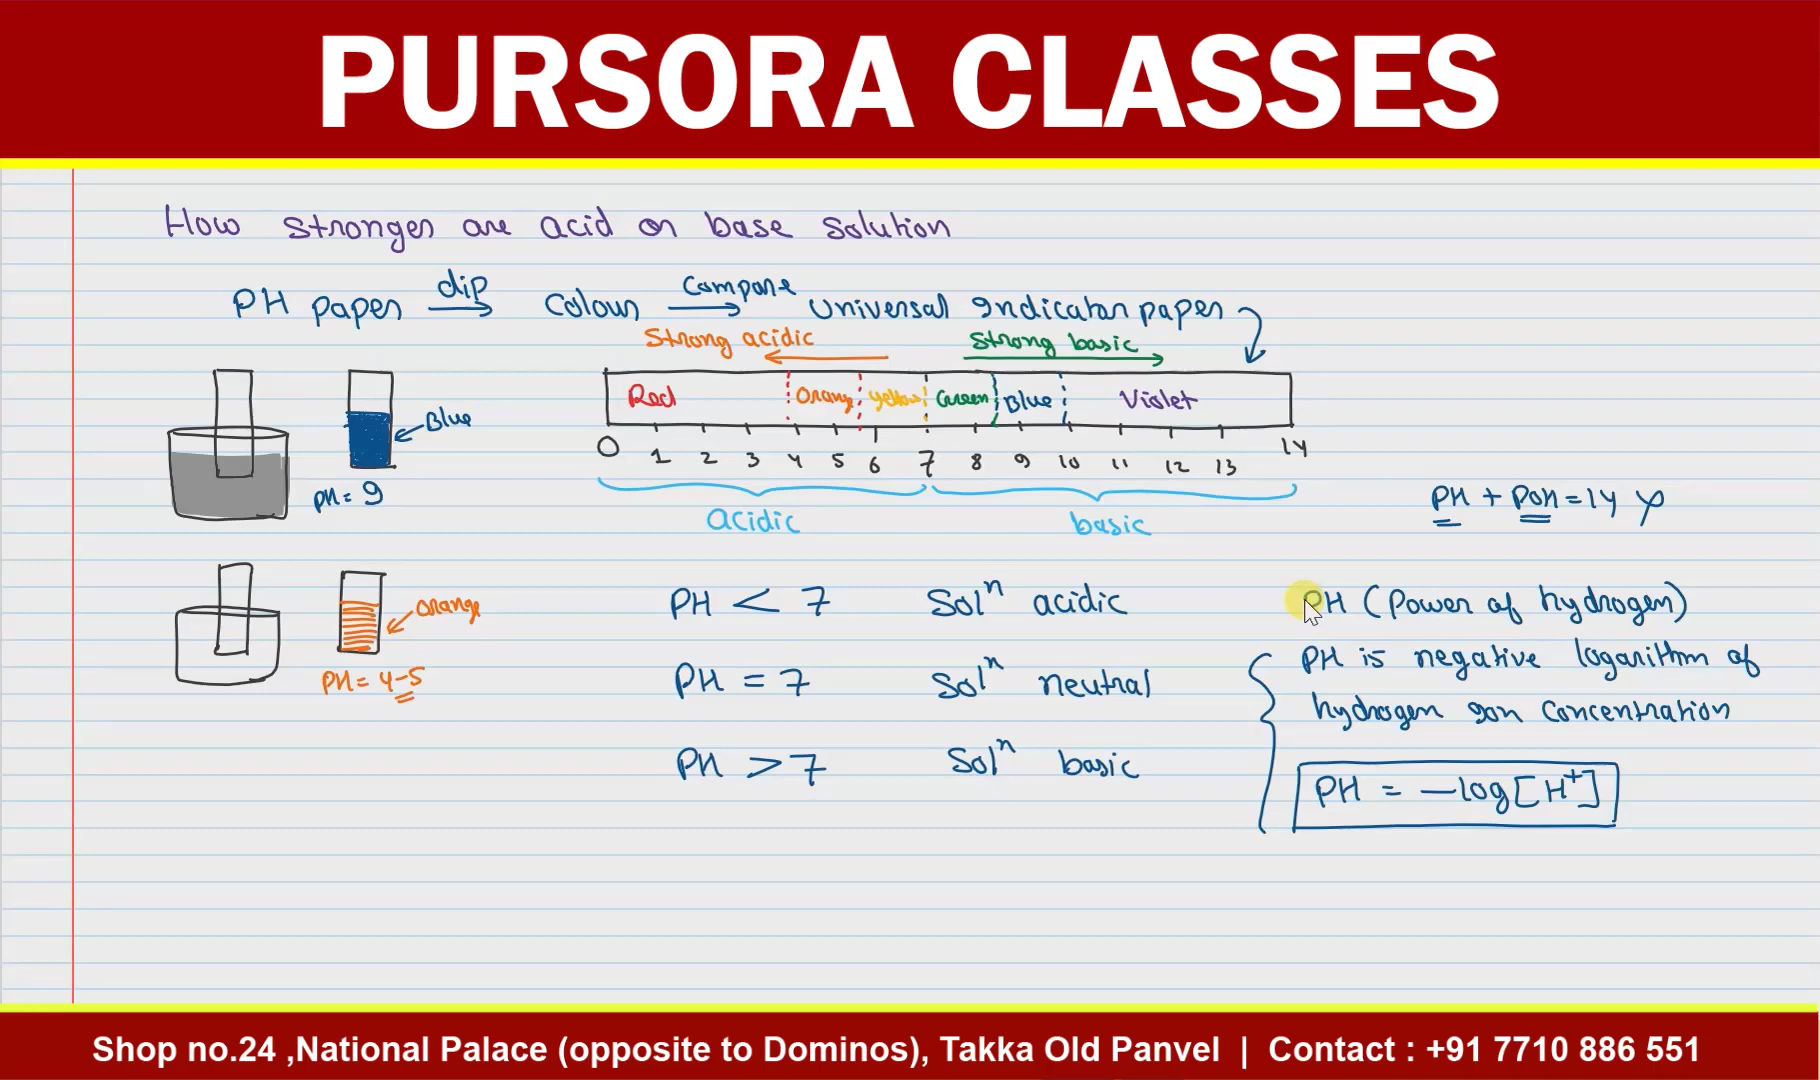 PURSORA CLASSES
How stronger are acid or base solution
PH paper dip Colour Compare Universal Indicator paper
Strong acidic Strong basic
Red Orange Yellow Green Blue Violet
0 1 2 3 4 5 6 7 8 9 10 11 12 13 14
acidic basic
Blue
PH = 9
PH + POH = 14
Orange
PH = 4-5
PH < 7 Solⁿ acidic
PH = 7 Solⁿ neutral
PH > 7 Solⁿ basic
PH (Power of hydrogen)
PH is negative logarithm of
hydrogen ion concentration
PH = -log[H⁺]
Shop no.24 ,National Palace (opposite to Dominos), Takka Old Panvel | Contact : +91 7710 886 551